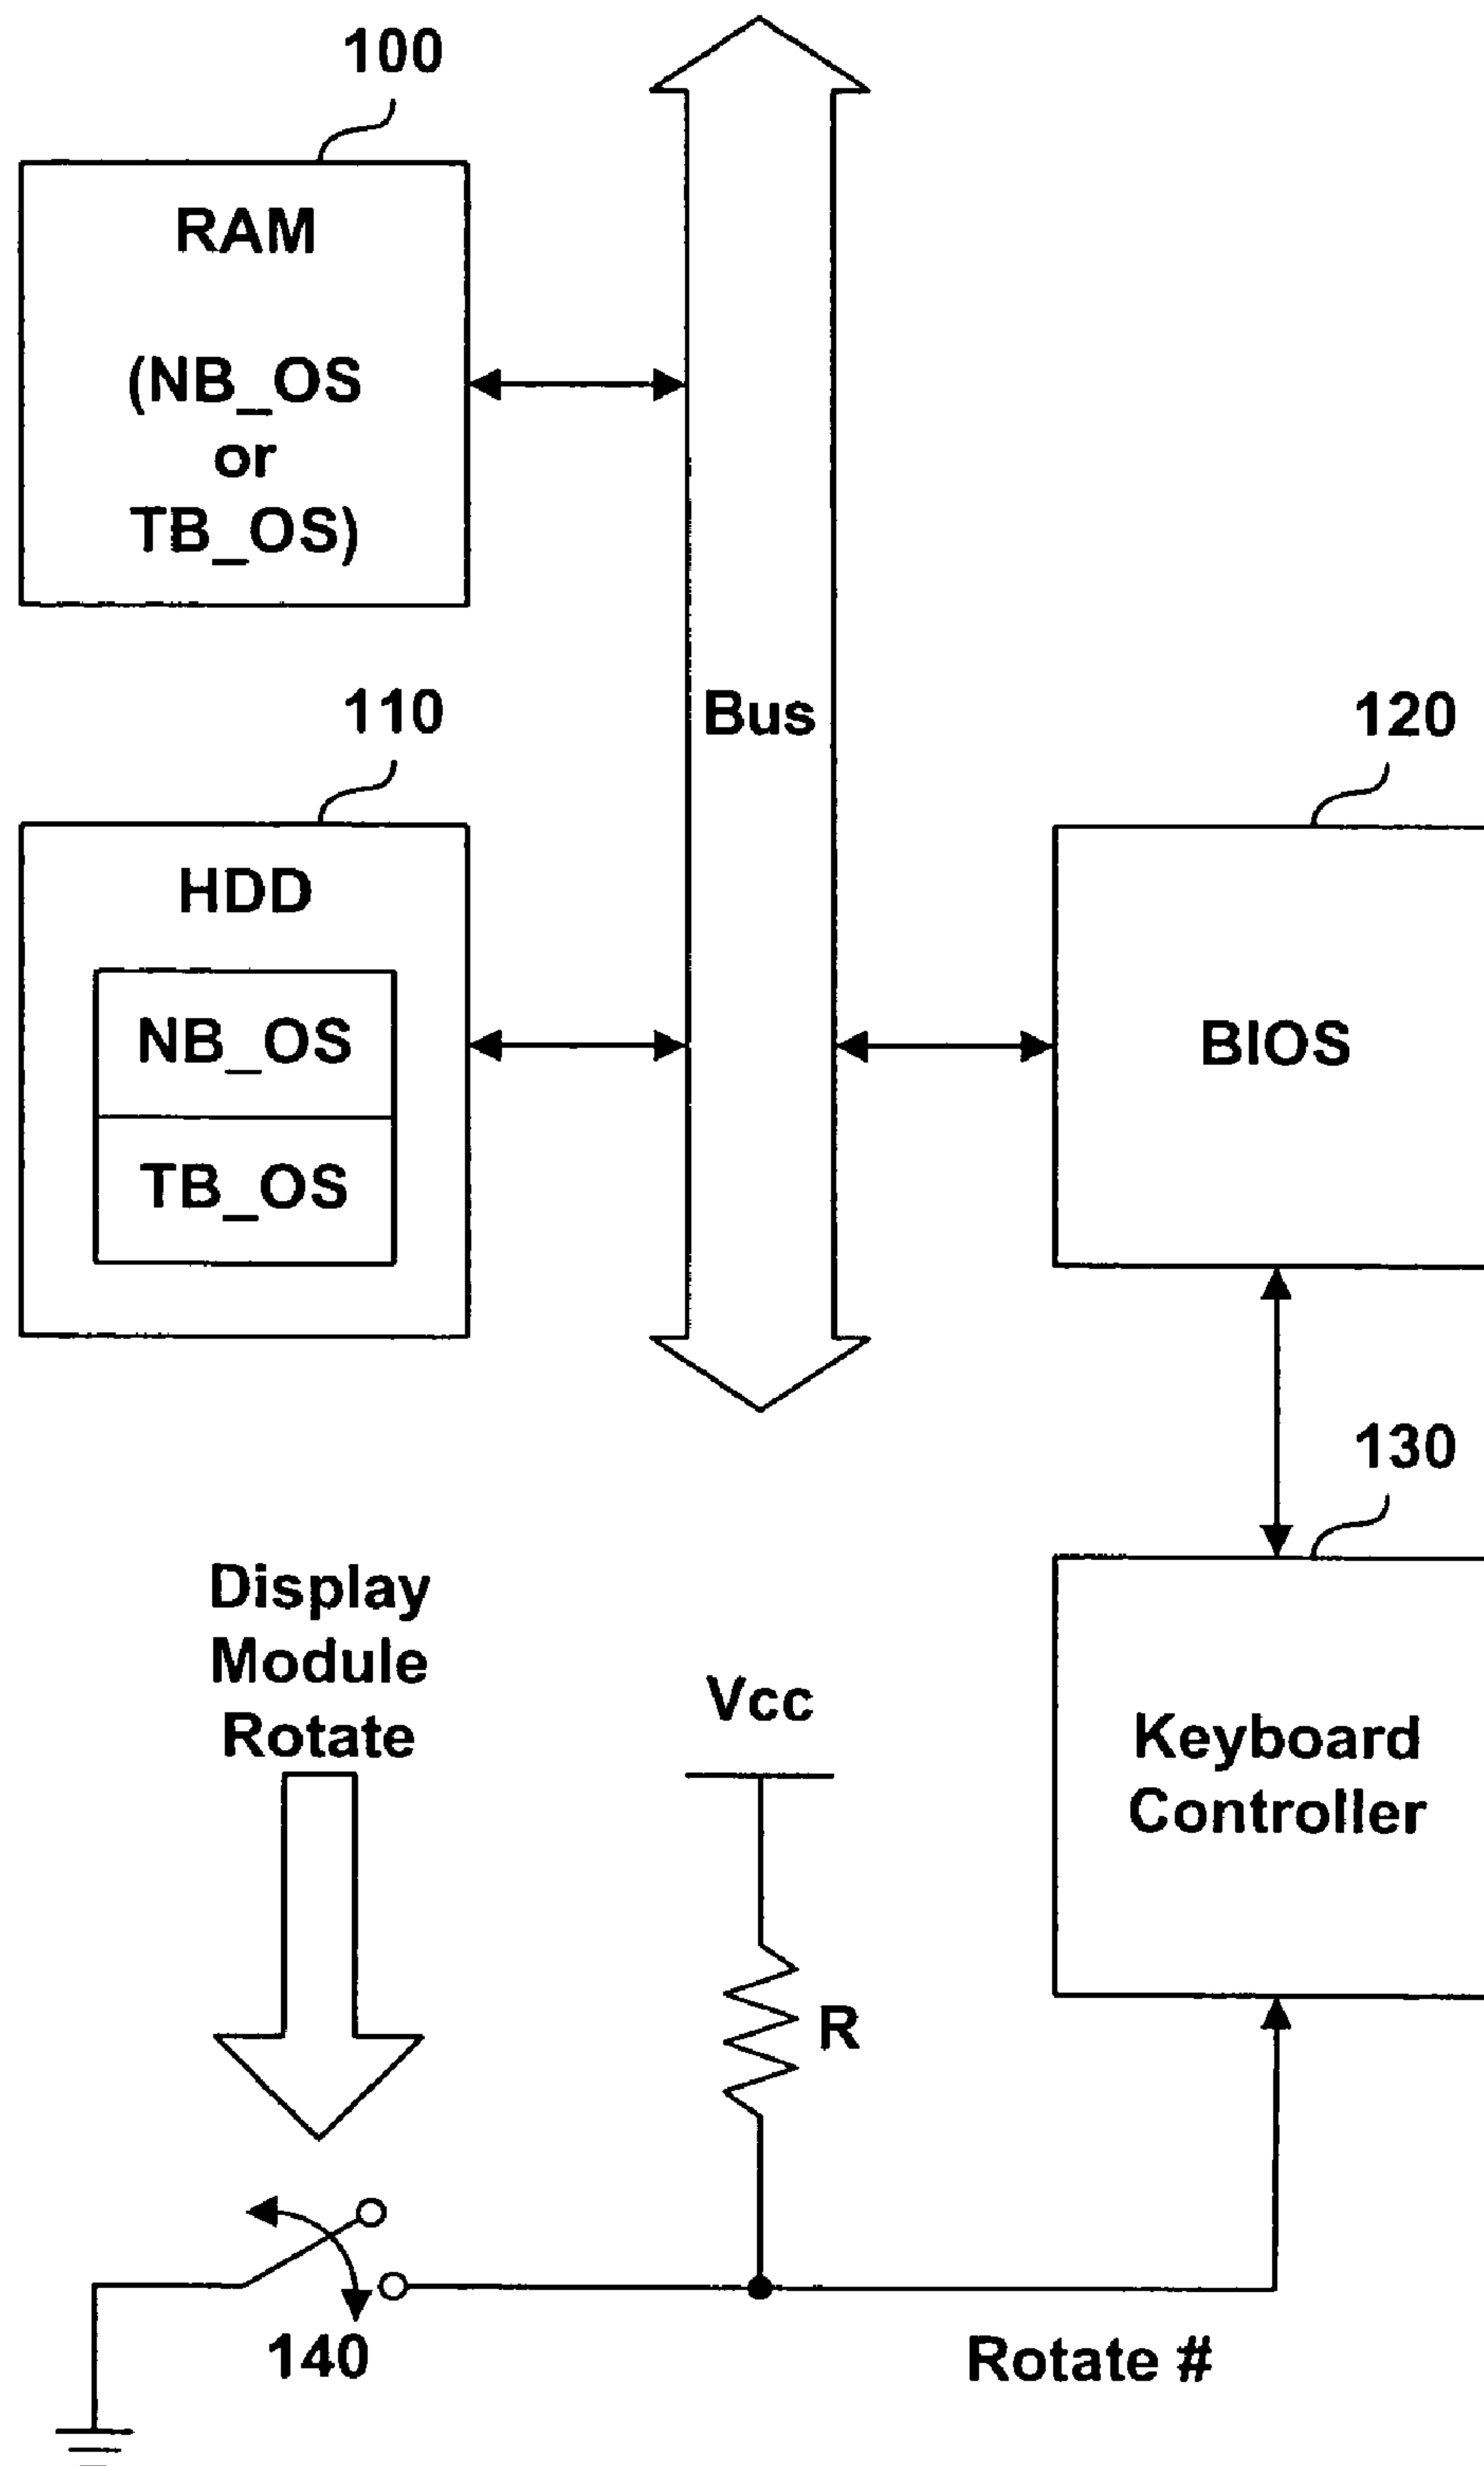 100
RAM
(NB_OS
or
TB_OS)
Bus
110
HDD
NB_OS
TB_OS
120
BIOS
130
Keyboard
Controller
Display
Module
Rotate
Vcc
R
140
Rotate #